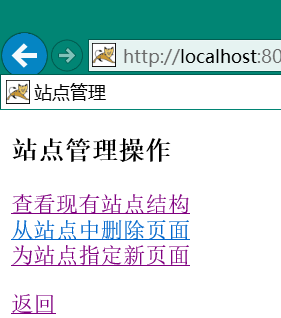 http://localhost:80
站点管理
站点管理操作
查看现有站点结构
从站点中删除页面
为站点指定新页面
返回